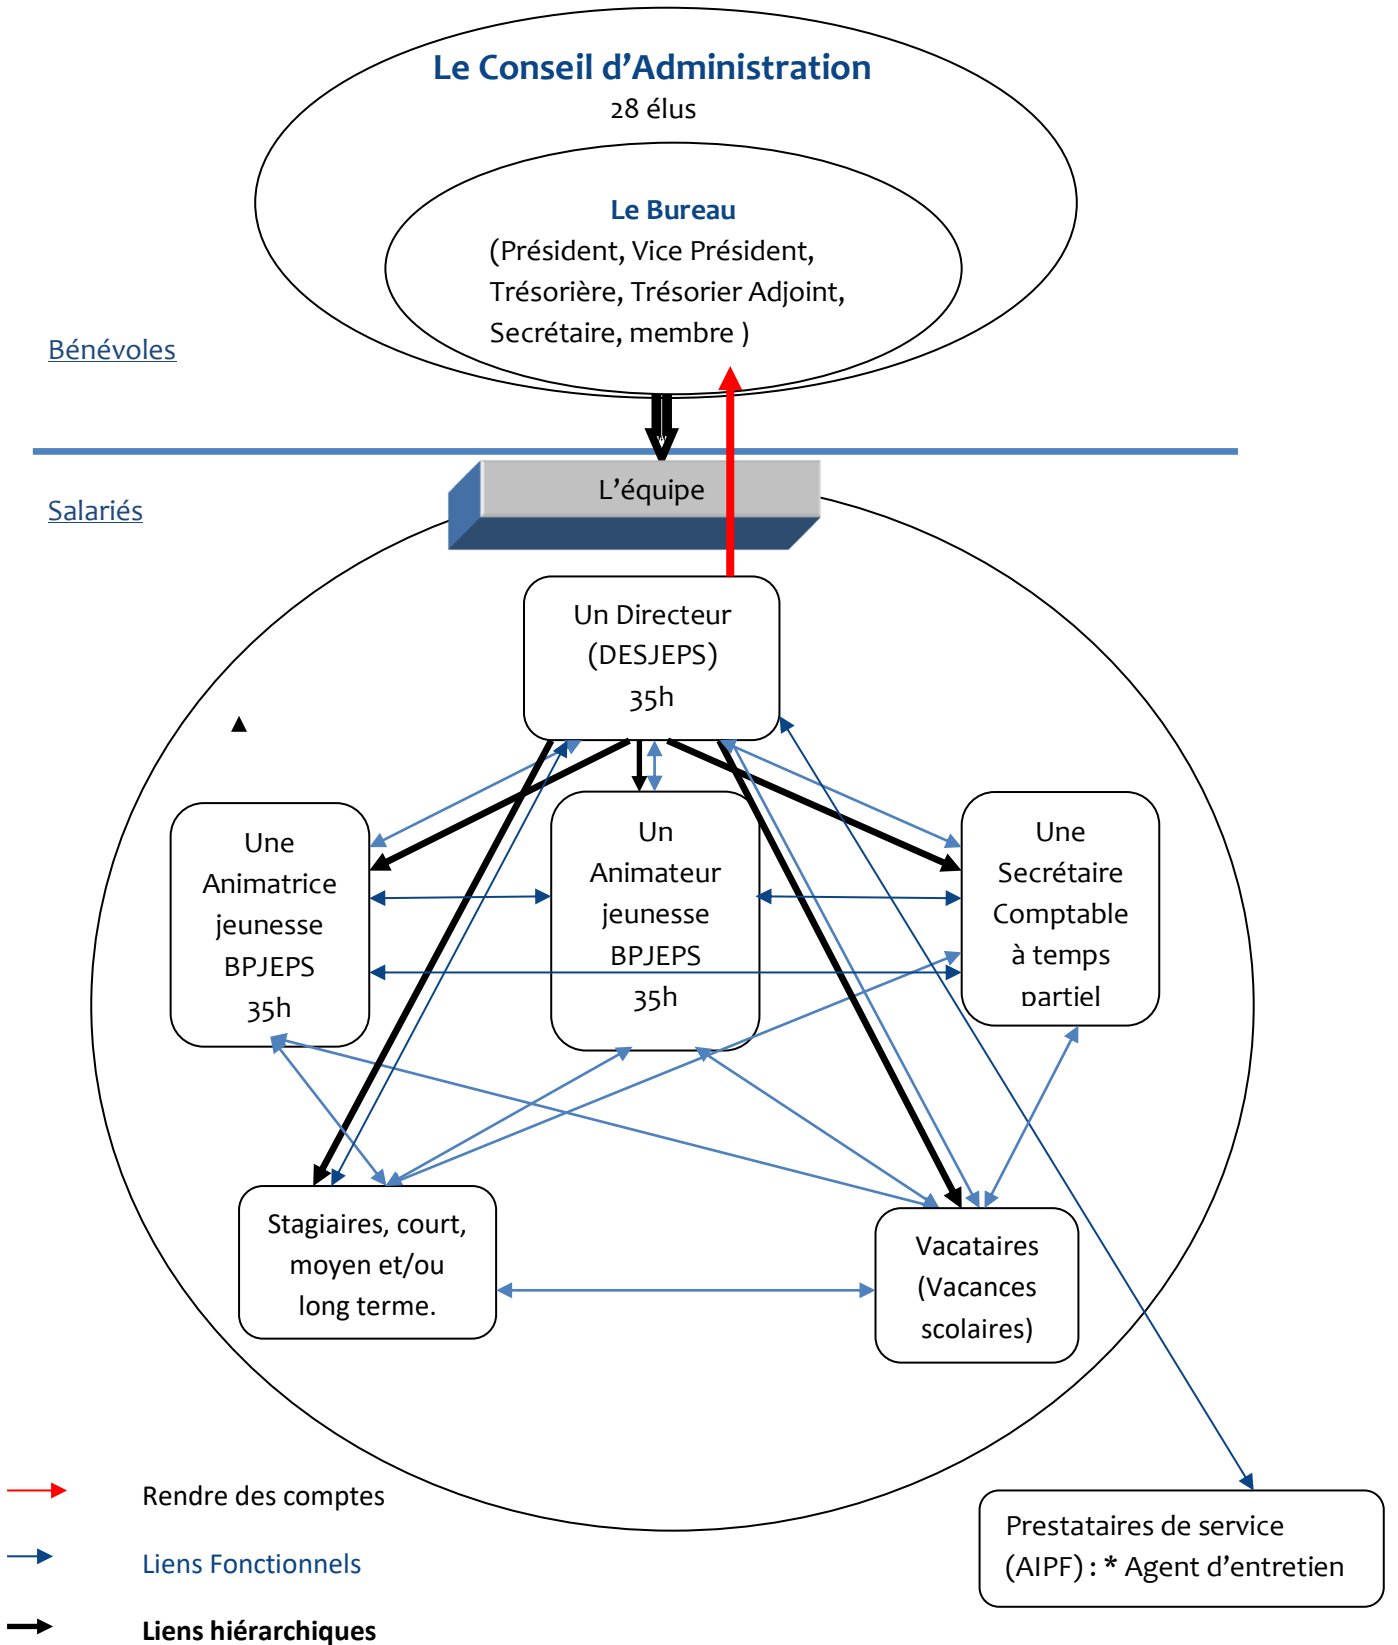 Le Conseil d’Administration
28 élus
Le Bureau
(Président, Vice Président,
Trésorière, Trésorier Adjoint,
Secrétaire, membre )
Bénévoles
L’équipe
Salariés
Un Directeur
(DESJEPS)
35h
Une
Animatrice
jeunesse
BPJEPS
35h
Un
Animateur
jeunesse
BPJEPS
35h
Une
Secrétaire
Comptable
à temps
partiel
Stagiaires, court,
moyen et/ou
long terme.
Vacataires
(Vacances
scolaires)
Rendre des comptes
Liens Fonctionnels
Liens hiérarchiques
Prestataires de service
(AIPF) : * Agent d’entretien